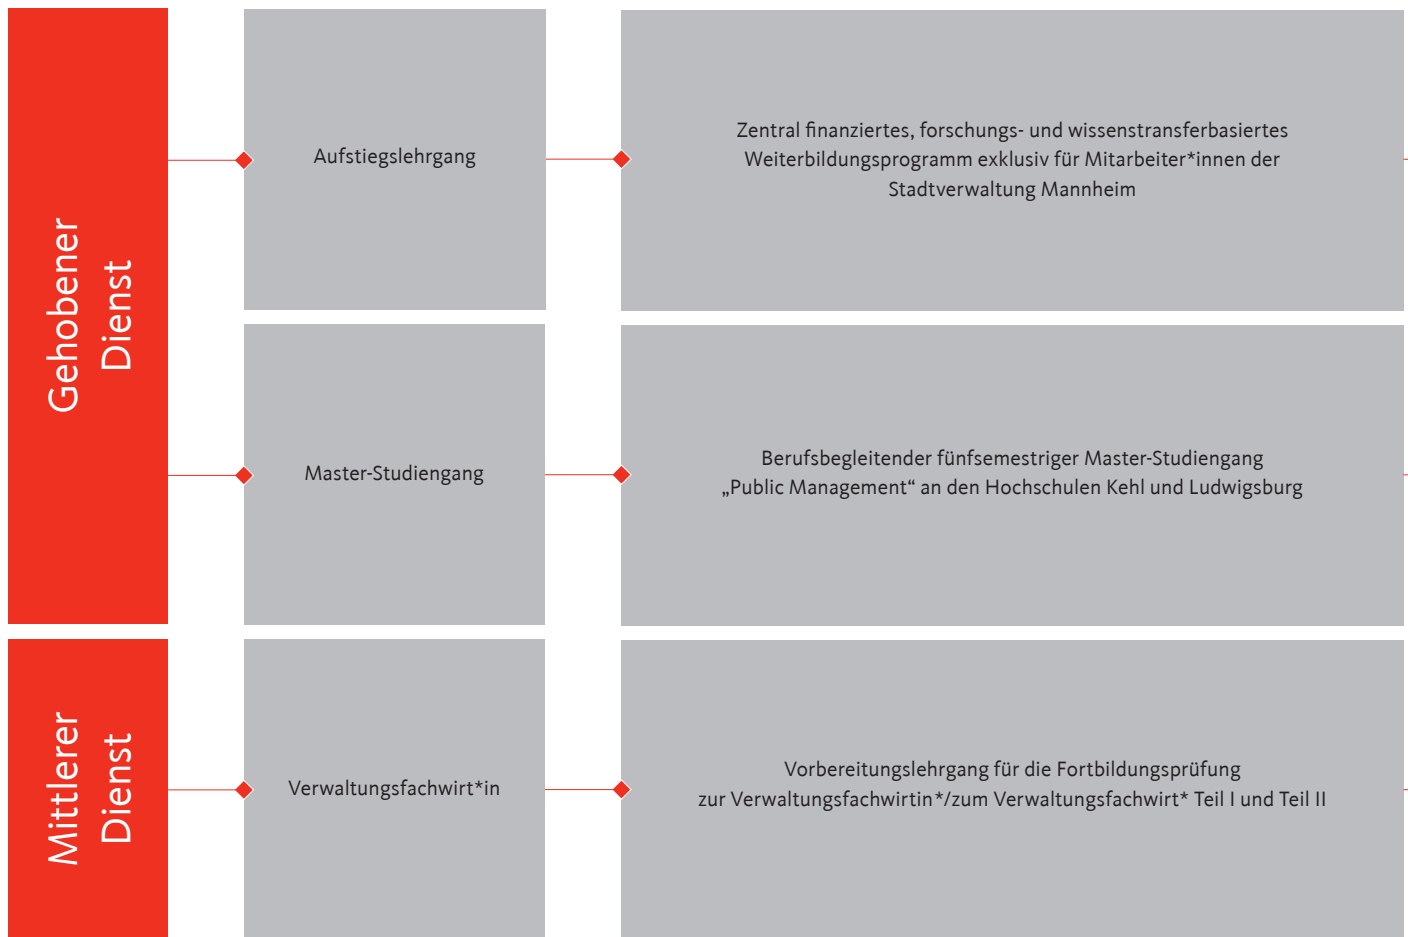 Gehobener
Dienst
Aufstiegslehrgang
Zentral finanziertes, forschungs- und wissenstransferbasiertes
Weiterbildungsprogramm exklusiv für Mitarbeiter*innen der
Stadtverwaltung Mannheim
Master-Studiengang
Berufsbegleitender fünfsemestriger Master-Studiengang
„Public Management“ an den Hochschulen Kehl und Ludwigsburg
Mittlerer
Dienst
Verwaltungsfachwirt*in
Vorbereitungslehrgang für die Fortbildungsprüfung
zur Verwaltungsfachwirtin*/zum Verwaltungsfachwirt* Teil I und Teil II